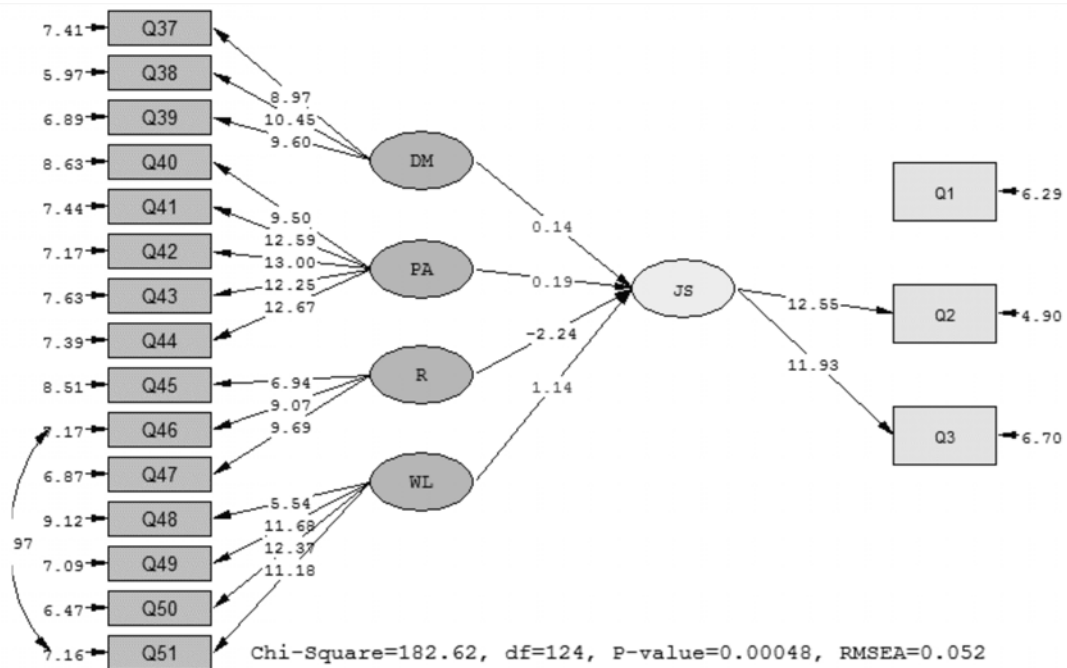 7.41 Q37
5.97 Q38
8.97
10.45
6.89 Q39
9.60
DM
8.63 Q40
Q1 6.29
7.44 Q41
9.50
0.14
12.59
7.17 Q42
13.00
PA
0.19
12.25
7.63 Q43
JS
12.55
Q2 4.90
12.67
7.39 Q44
-2.24
11.93
8.51 Q45
6.94
R
1.14
9.07
7.17 Q46
9.69
Q3 6.70
6.87 Q47
WL
5.54
9.12 Q48
11.68
97
12.37
7.09 Q49
11.18
6.47 Q50
7.16 Q51
Chi-Square=182.62, df=124, P-value=0.00048, RMSEA=0.052